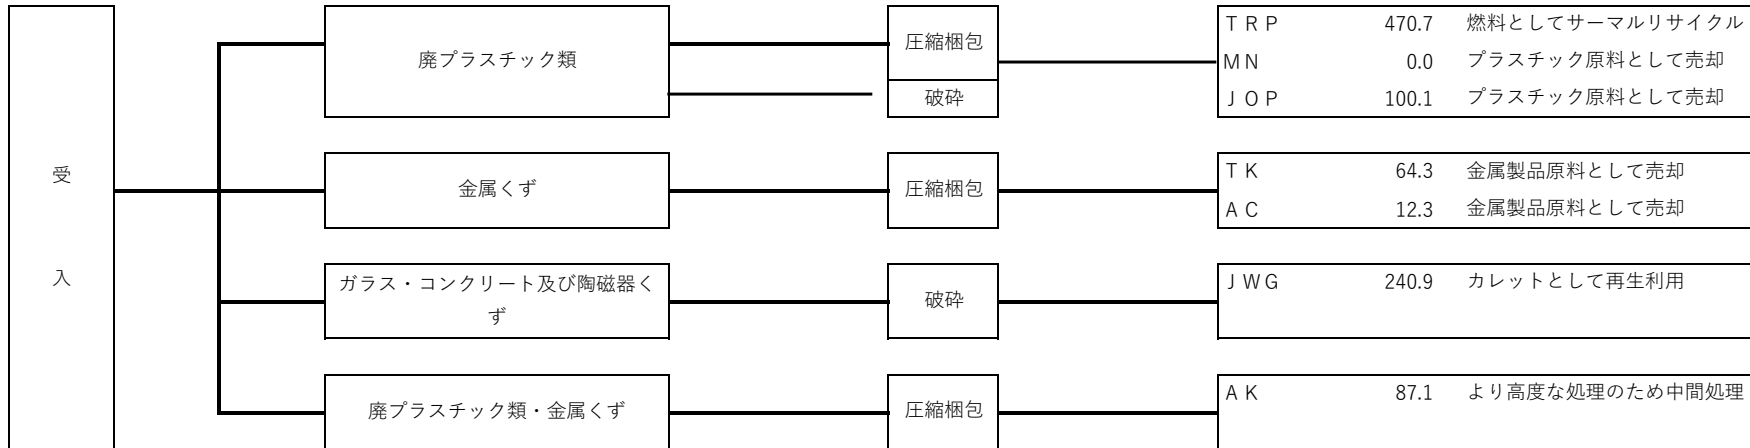 受
入
廃プラスチック類
圧縮梱包
破砕
ＴＲＰ 470.7 燃料としてサーマルリサイクル
ＭＮ 0.0 プラスチック原料として売却
ＪＯＰ 100.1 プラスチック原料として売却
金属くず
圧縮梱包
ＴＫ 64.3 金属製品原料として売却
ＡＣ 12.3 金属製品原料として売却
ガラス・コンクリート及び陶磁器く
ず
破砕
ＪＷＧ 240.9 カレットとして再生利用
廃プラスチック類・金属くず
圧縮梱包
ＡＫ 87.1 より高度な処理のため中間処理